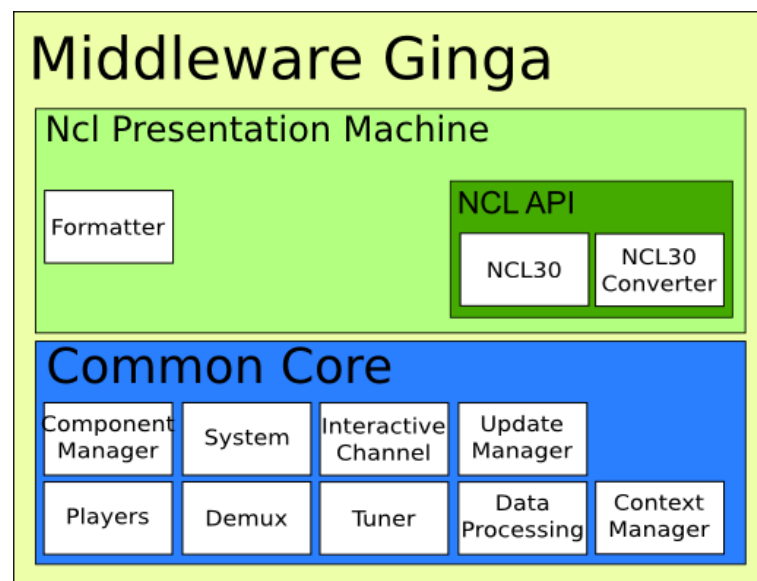 Middleware Ginga
Ncl Presentation Machine
Formatter
NCL API
NCL30
NCL30
Converter
Common Core
Component
Manager
System
Interactive
Channel
Update
Manager
Players
Demux
Tuner
Data
Processing
Context
Manager